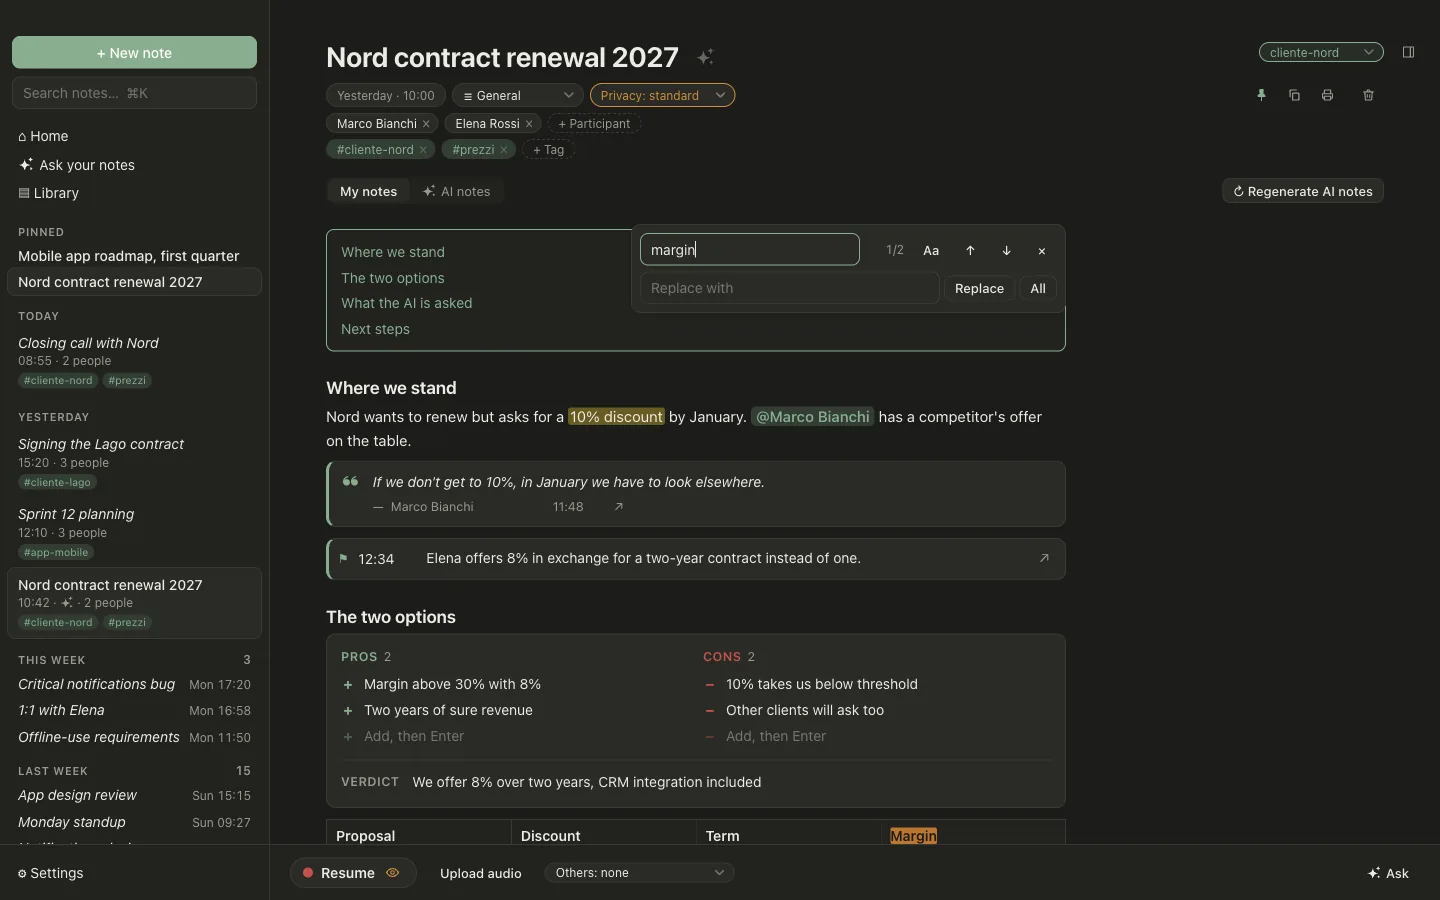 + New note
Search notes... ⌘K
Home
Ask your notes
Library
PINNED
Mobile app roadmap, first quarter
Nord contract renewal 2027
TODAY
Closing call with Nord
08:55 · 2 people
#cliente-nord #prezzi
YESTERDAY
Signing the Lago contract
15:20 · 3 people
#cliente-lago
Sprint 12 planning
12:10 · 3 people
#app-mobile
Nord contract renewal 2027
10:42 · 2 people
#cliente-nord #prezzi
THIS WEEK 3
Critical notifications bug Mon 17:20
1:1 with Elena Mon 16:58
Offline-use requirements Mon 11:50
LAST WEEK 15
App design review Sun 15:15
Monday standup Sun 09:27
Settings
Nord contract renewal 2027
cliente-nord
Yesterday · 10:00 General Privacy: standard
Marco Bianchi × Elena Rossi × + Participant
#cliente-nord × #prezzi × + Tag
My notes AI notes
Regenerate AI notes
Where we stand
The two options
What the AI is asked
Next steps
margin 1/2 Aa ↑ ↓ ×
Replace with Replace All
Where we stand
Nord wants to renew but asks for a 10% discount by January. @Marco Bianchi has a competitor's offer
on the table.
If we don't get to 10%, in January we have to look elsewhere.
— Marco Bianchi 11:48 ↗
12:34 Elena offers 8% in exchange for a two-year contract instead of one. ↗
The two options
PROS 2
+ Margin above 30% with 8%
+ Two years of sure revenue
+ Add, then Enter
CONS 2
– 10% takes us below threshold
– Other clients will ask too
– Add, then Enter
VERDICT We offer 8% over two years, CRM integration included
Proposal Discount Term Margin
Resume Upload audio Others: none Ask